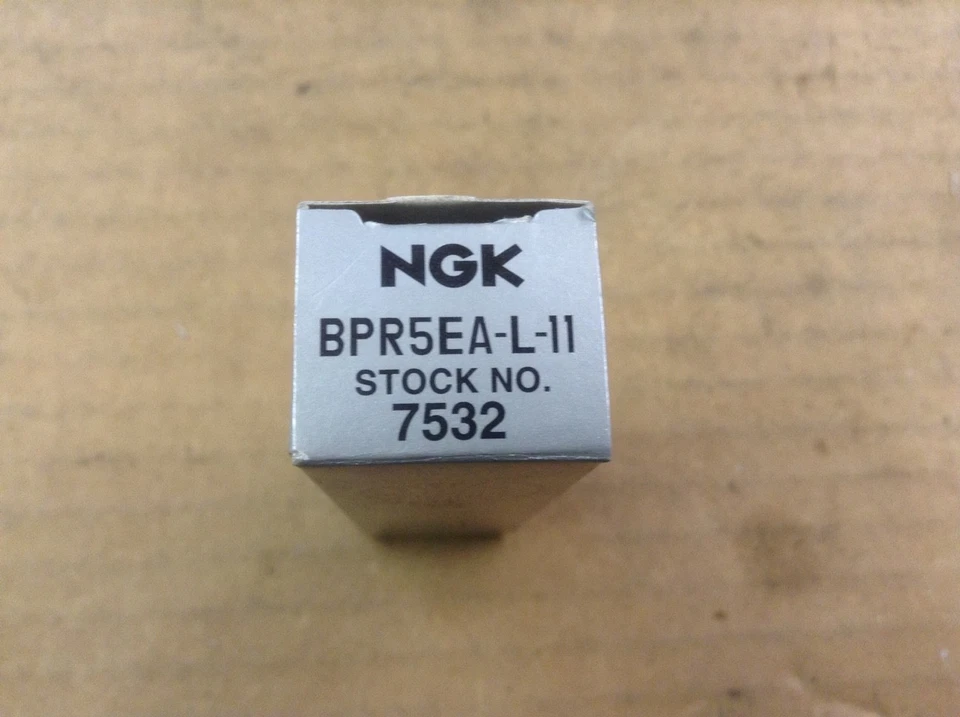 NGK
BPR5EA-L-11
STOCK NO.
7532